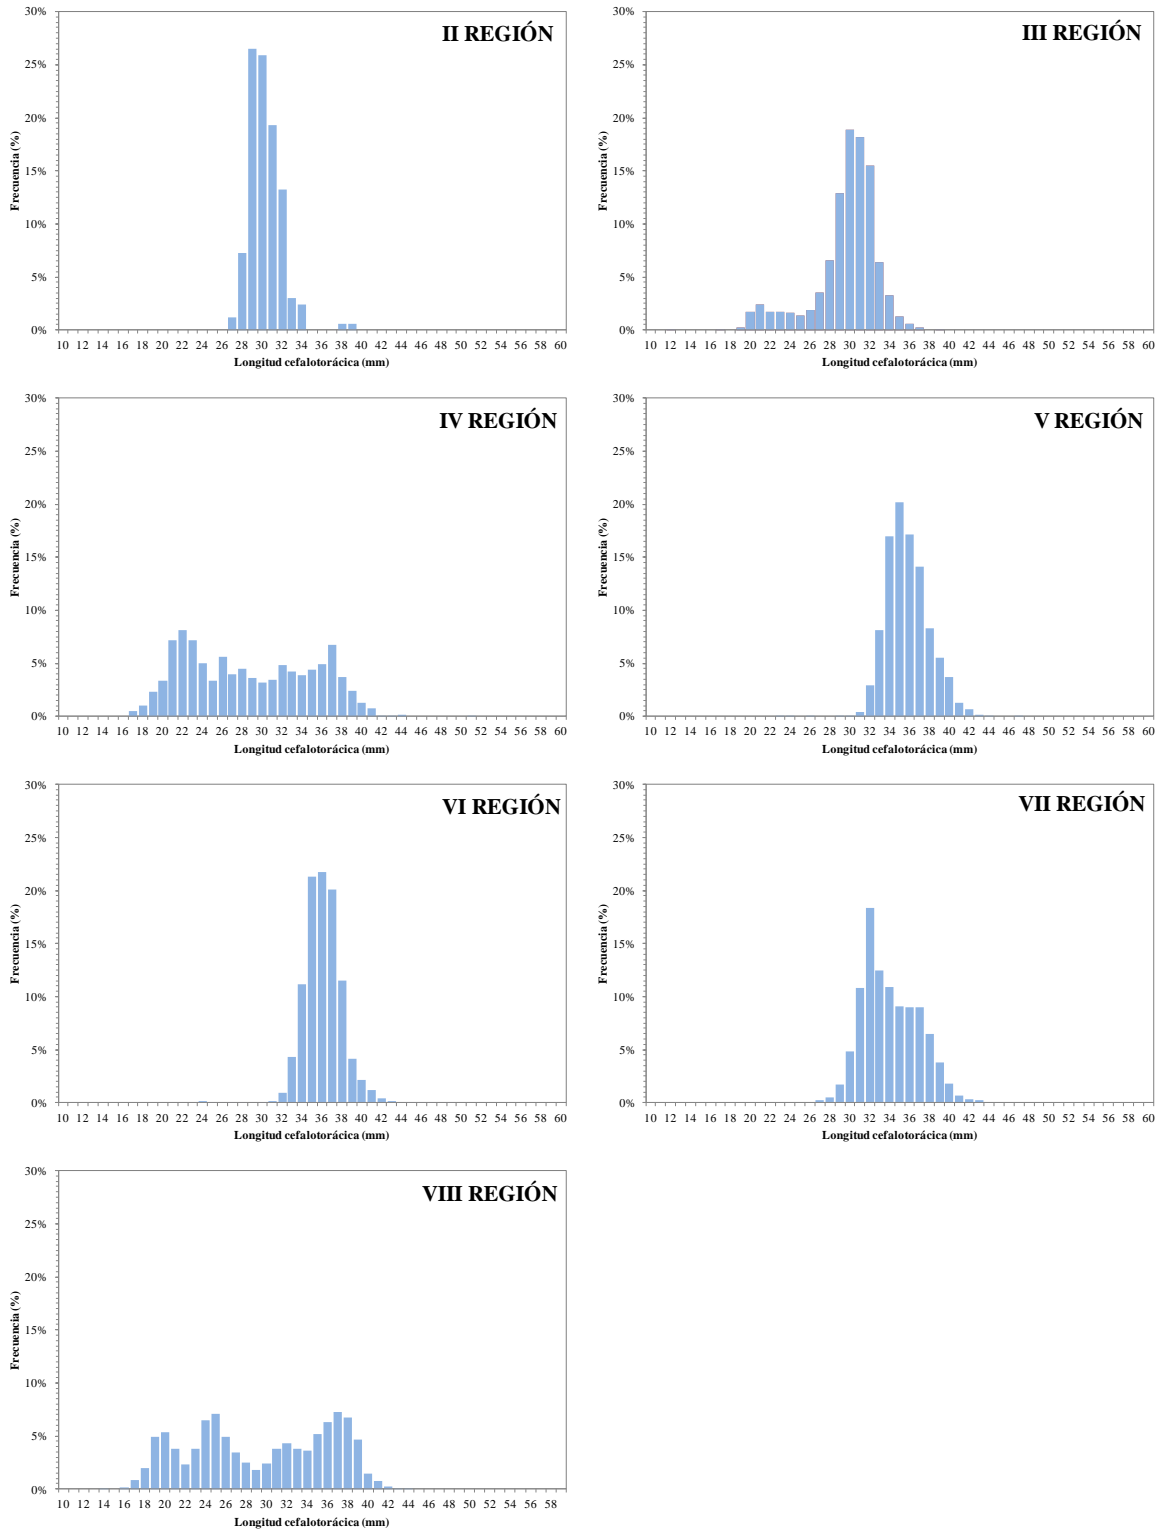 II REGIÓN
30%
25%
20%
15%
10%
5%
0%
Frecuencia (%)
10 12 14 16 18 20 22 24 26 28 30 32 34 36 38 40 42 44 46 48 50 52 54 56 58 60
Longitud cefalotorácica (mm)
III REGIÓN
30%
25%
20%
15%
10%
5%
0%
Frecuencia (%)
10 12 14 16 18 20 22 24 26 28 30 32 34 36 38 40 42 44 46 48 50 52 54 56 58 60
Longitud cefalotorácica (mm)
IV REGIÓN
30%
25%
20%
15%
10%
5%
0%
Frecuencia (%)
10 12 14 16 18 20 22 24 26 28 30 32 34 36 38 40 42 44 46 48 50 52 54 56 58 60
Longitud cefalotorácica (mm)
V REGIÓN
30%
25%
20%
15%
10%
5%
0%
Frecuencia (%)
10 12 14 16 18 20 22 24 26 28 30 32 34 36 38 40 42 44 46 48 50 52 54 56 58 60
Longitud cefalotorácica (mm)
VI REGIÓN
30%
25%
20%
15%
10%
5%
0%
Frecuencia (%)
10 12 14 16 18 20 22 24 26 28 30 32 34 36 38 40 42 44 46 48 50 52 54 56 58 60
Longitud cefalotorácica (mm)
VII REGIÓN
30%
25%
20%
15%
10%
5%
0%
Frecuencia (%)
10 12 14 16 18 20 22 24 26 28 30 32 34 36 38 40 42 44 46 48 50 52 54 56 58 60
Longitud cefalotorácica (mm)
VIII REGIÓN
30%
25%
20%
15%
10%
5%
0%
Frecuencia (%)
10 12 14 16 18 20 22 24 26 28 30 32 34 36 38 40 42 44 46 48 50 52 54 56 58
Longitud cefalotorácica (mm)